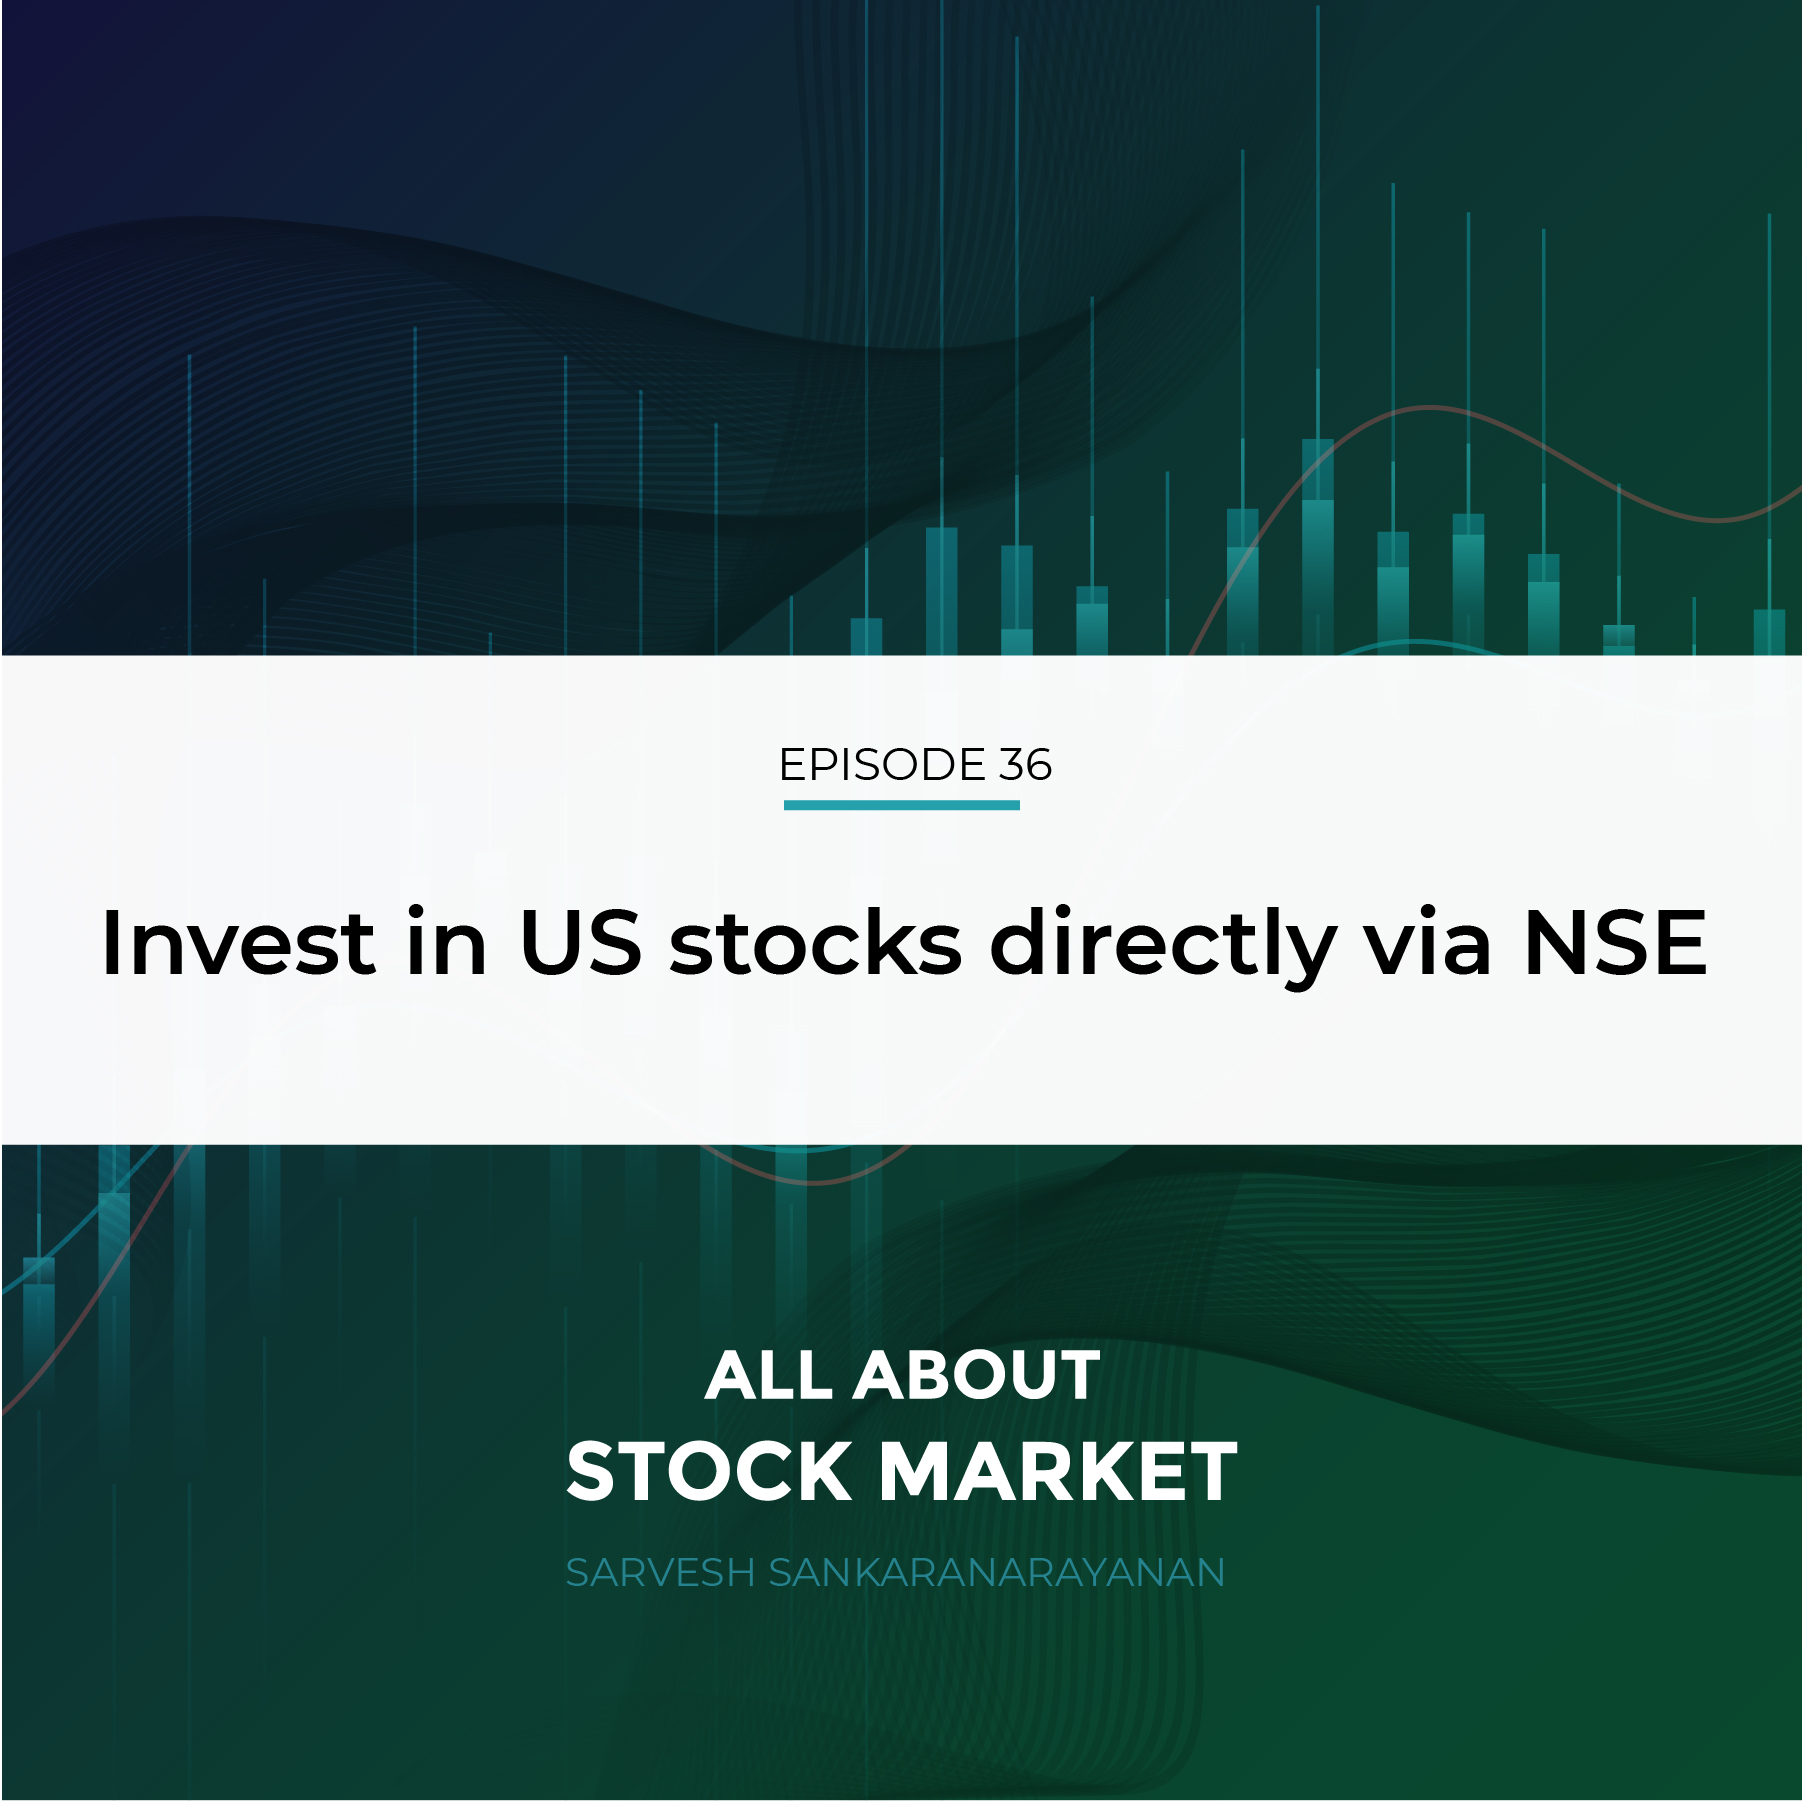 EPISODE 36
Invest in US stocks directly via NSE
ALL ABOUT
STOCK MARKET
SARVESH SANKARANARAYANAN